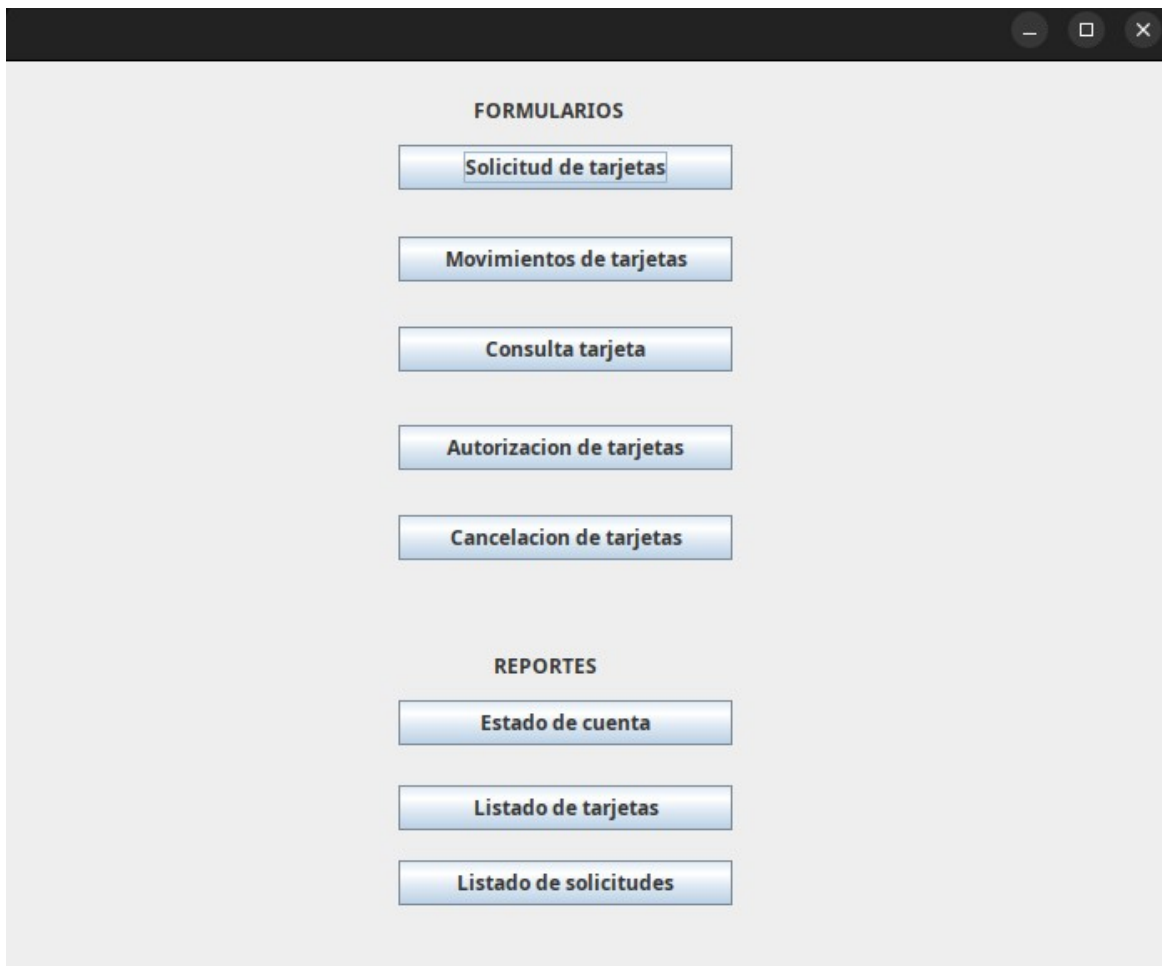 FORMULARIOS
Solicitud de tarjetas
Movimientos de tarjetas
Consulta tarjeta
Autorizacion de tarjetas
Cancelacion de tarjetas
REPORTES
Estado de cuenta
Listado de tarjetas
Listado de solicitudes